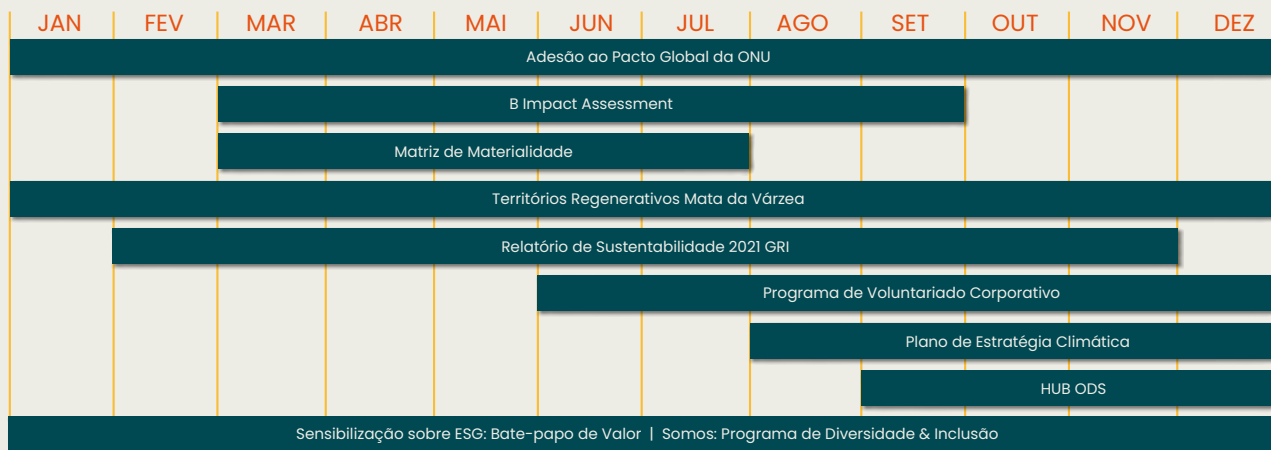 JAN FEV MAR ABR MAI JUN JUL AGO SET OUT NOV DEZ
Adesão ao Pacto Global da ONU
B Impact Assessment
Matriz de Materialidade
Territórios Regenerativos Mata da Várzea
Relatório de Sustentabilidade 2021 GRI
Programa de Voluntariado Corporativo
Plano de Estratégia Climática
HUB ODS
Sensibilização sobre ESG: Bate-papo de Valor | Somos: Programa de Diversidade & Inclusão